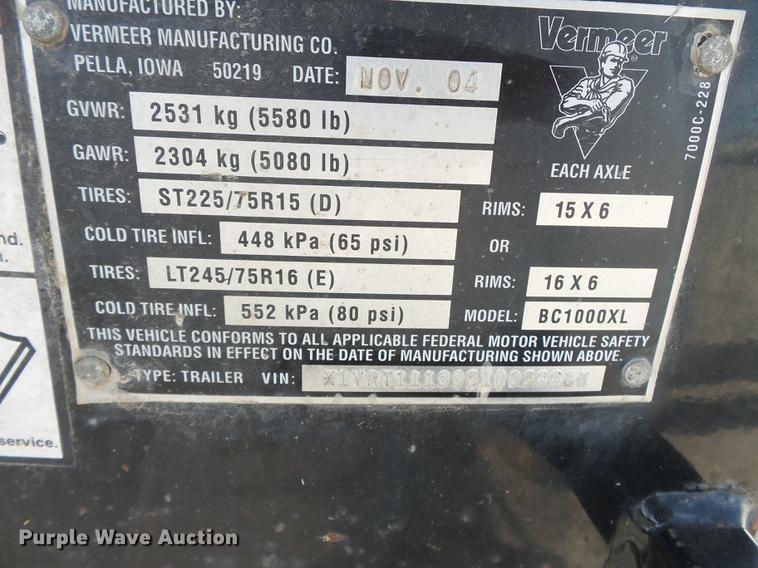 MANUFACTURED BY:
VERMEER MANUFACTURING CO.
PELLA, IOWA 50219 DATE: NOV. 04
Vermeer
®
7000C-228
GVWR: 2531 kg (5580 lb)
GAWR: 2304 kg (5080 lb)
EACH AXLE
TIRES: ST225/75R15 (D) RIMS: 15 X 6
COLD TIRE INFL: 448 kPa (65 psi) OR
TIRES: LT245/75R16 (E) RIMS: 16 X 6
COLD TIRE INFL: 552 kPa (80 psi) MODEL: BC1000XL
THIS VEHICLE CONFORMS TO ALL APPLICABLE FEDERAL MOTOR VEHICLE SAFETY
STANDARDS IN EFFECT ON THE DATE OF MANUFACTURING SHOWN ABOVE.
TYPE: TRAILER VIN:
nd.
service.
Purple Wave Auction